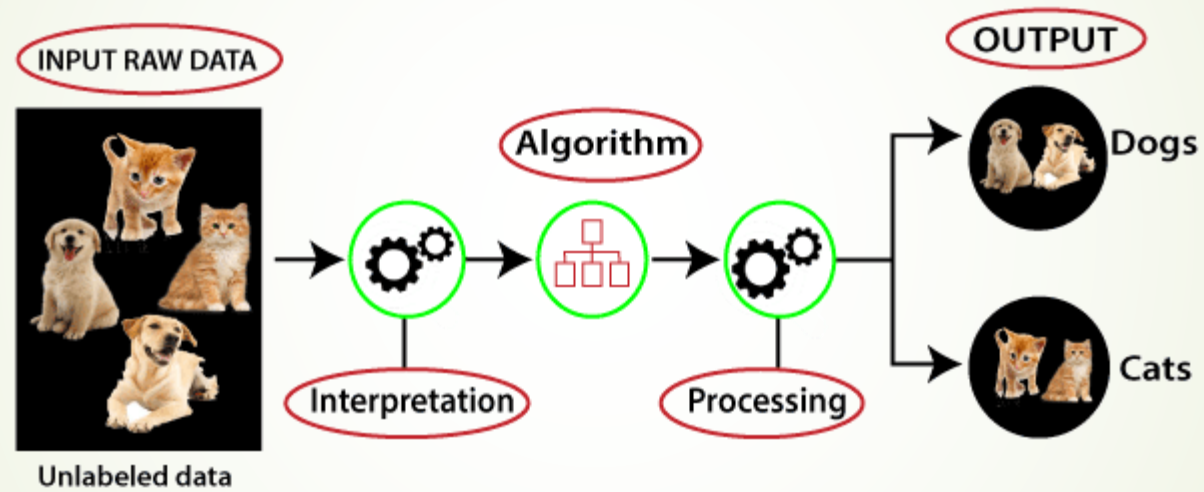 INPUT RAW DATA
Unlabeled data
Interpretation
Algorithm
Processing
OUTPUT
Dogs
Cats